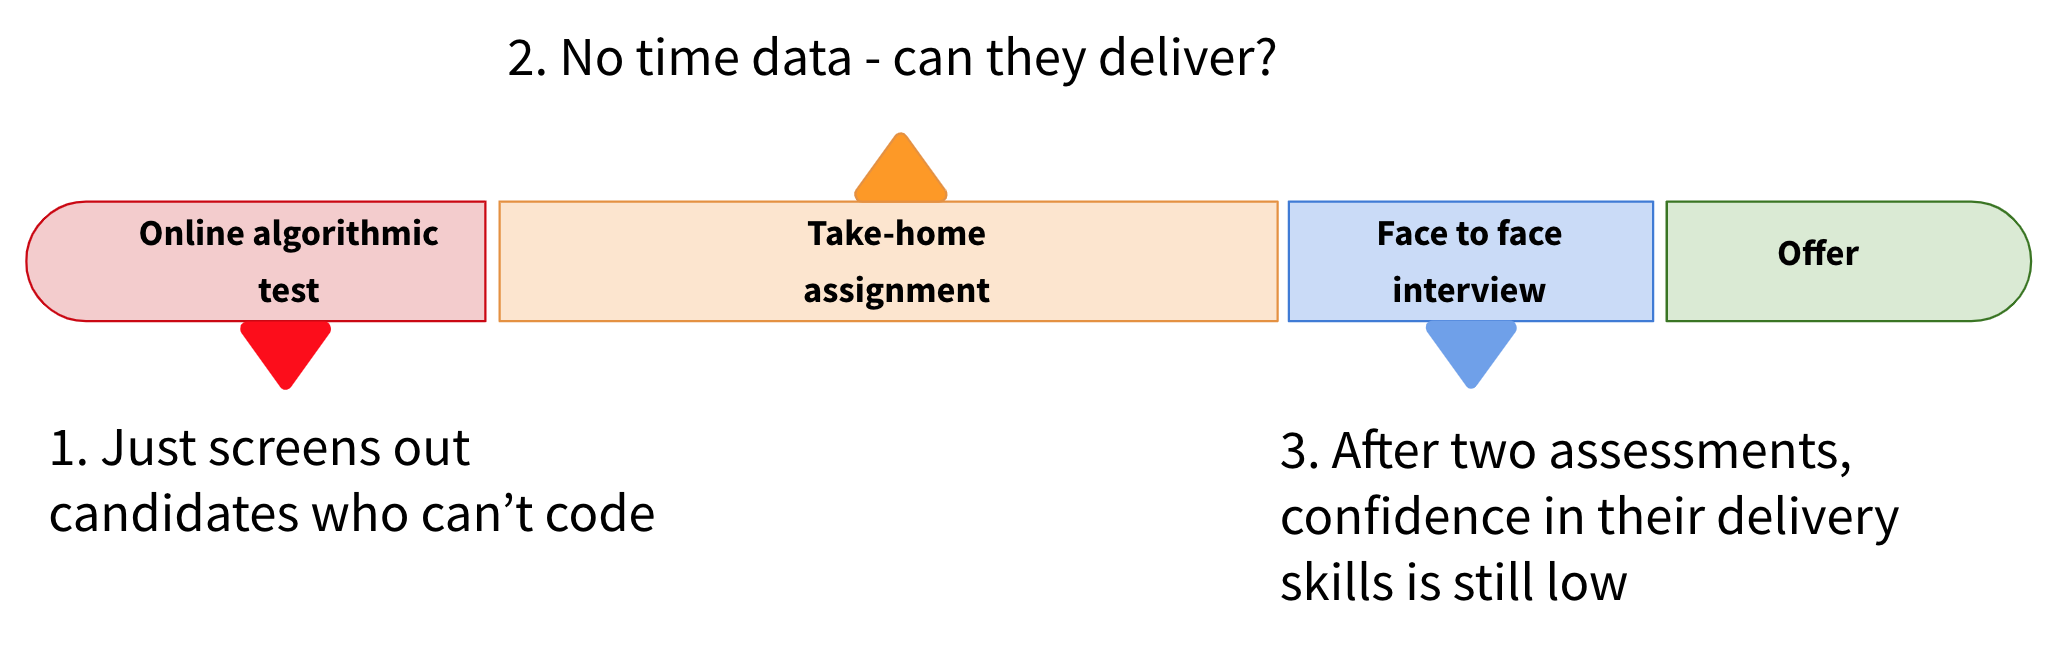 2. No time data - can they deliver?
Online algorithmic
test
Take-home
assignment
Face to face
interview
Offer
1. Just screens out
candidates who can’t code
3. After two assessments,
confidence in their delivery
skills is still low